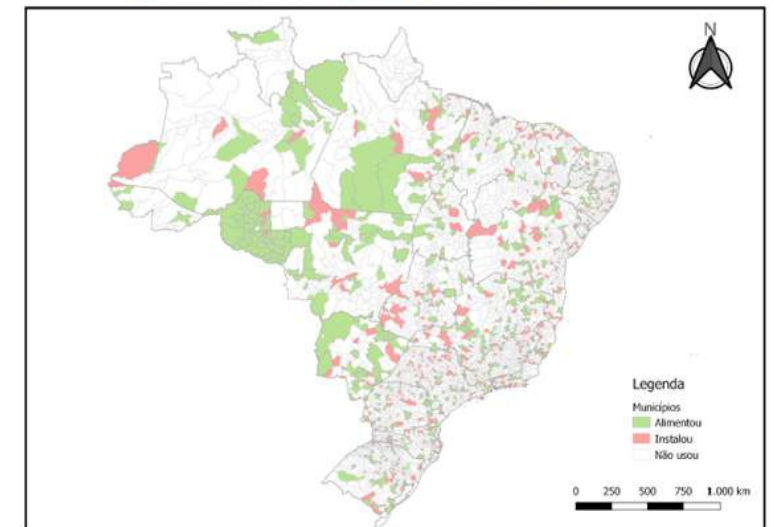 N
Legenda
Municípios
Alimentou
Instalou
Não usou
0 250 500 750 1.000 km